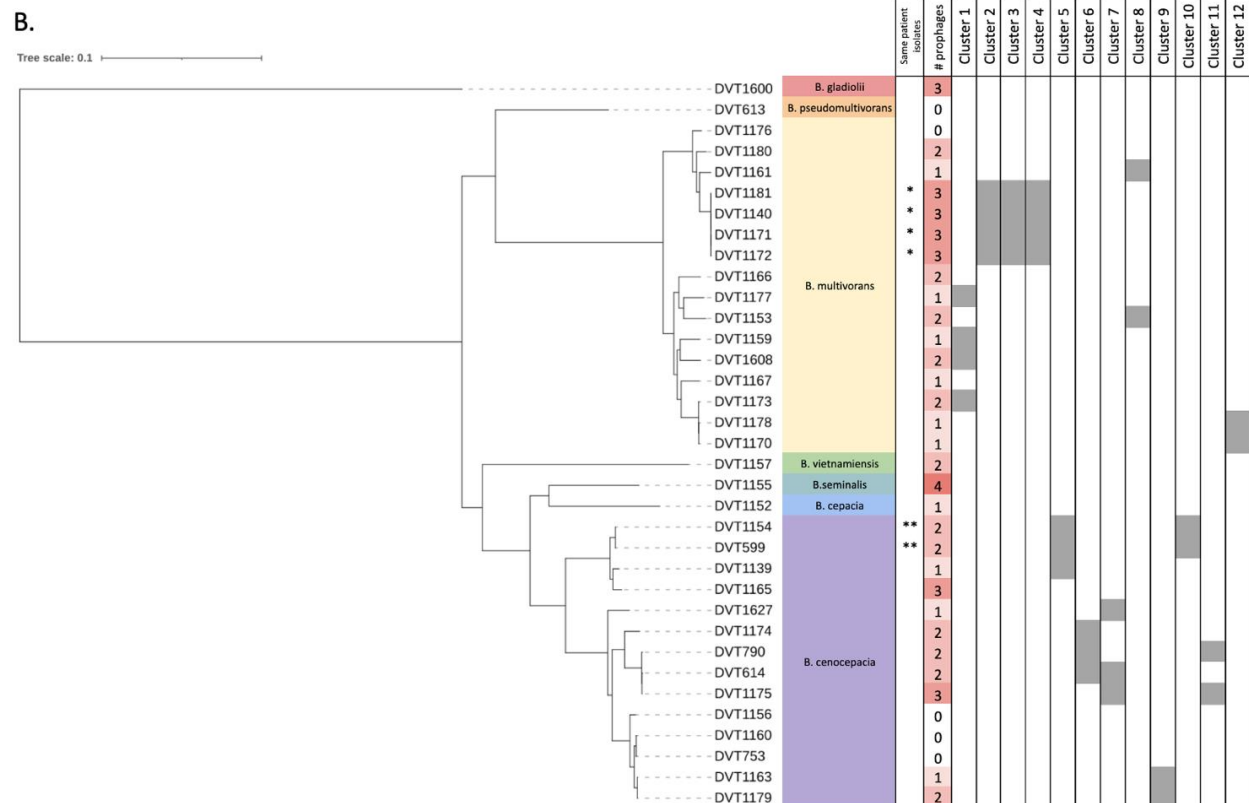 B.
Tree scale: 0.1
Same patient isolates
# prophages
Cluster 1
Cluster 2
Cluster 3
Cluster 4
Cluster 5
Cluster 6
Cluster 7
Cluster 8
Cluster 9
Cluster 10
Cluster 11
Cluster 12
DVT1600 B. gladiolii 3
DVT613 B. pseudomultivorans 0
DVT1176 0
DVT1180 2
DVT1161 1
DVT1181 * 3
DVT1140 * 3
DVT1171 * 3
DVT1172 * 3
DVT1166 2
B. multivorans
DVT1177 1
DVT1153 2
DVT1159 1
DVT1608 2
DVT1167 1
DVT1173 2
DVT1178 1
DVT1170 1
DVT1157 B. vietnamiensis 2
DVT1155 B.seminalis 4
DVT1152 B. cepacia 1
DVT1154 ** 2
DVT599 ** 2
DVT1139 1
DVT1165 3
DVT1627 1
DVT1174 2
DVT790 2
B. cenocepacia
DVT614 2
DVT1175 3
DVT1156 0
DVT1160 0
DVT753 0
DVT1163 1
DVT1179 2